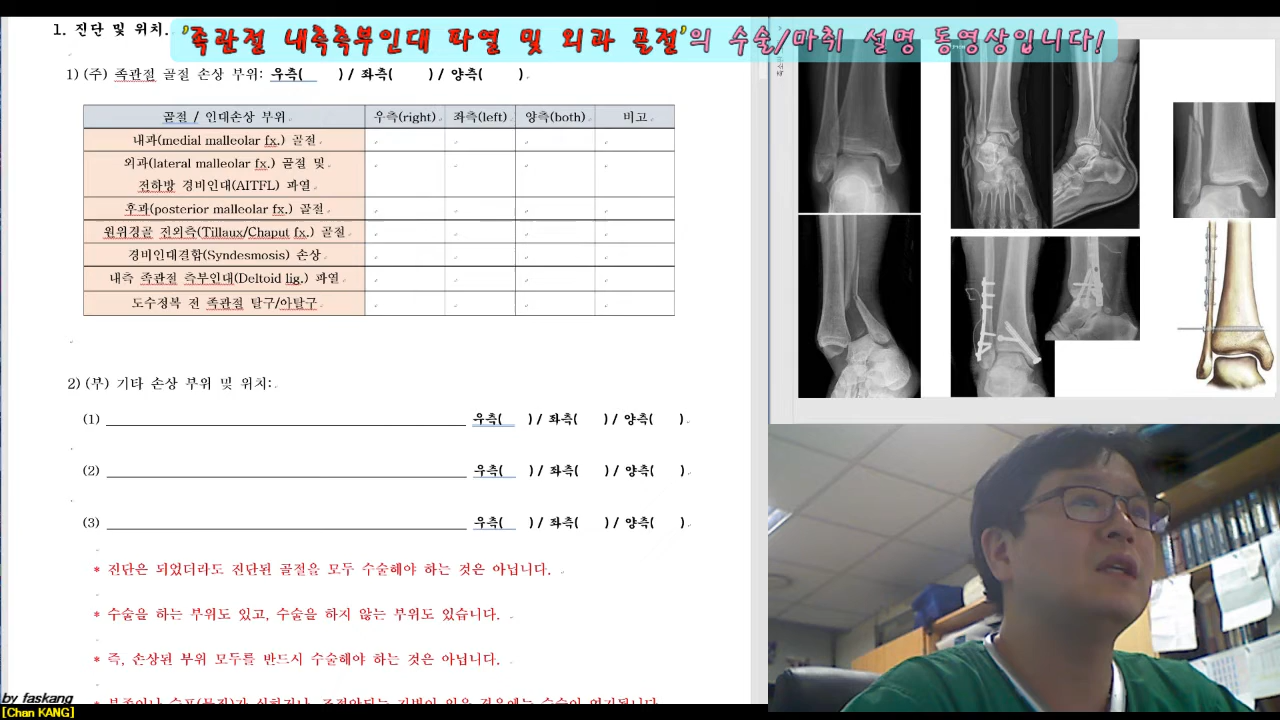 '족관절 내측측부인대 파열 및 외과 골절'의 수술/마취 설명 동영상입니다!
1. 진단 및 위치.
1) (주) 족관절 골절 손상 부위: 우측( ) / 좌측( ) / 양측( ).
골절 / 인대손상 부위 우측(right) 좌측(left) 양측(both) 비고
내과(medial malleolar fx.) 골절
외과(lateral malleolar fx.) 골절 및
전하방 경비인대(AITFL) 파열
후과(posterior malleolar fx.) 골절
원위경골 전외측(Tillaux/Chaput fx.) 골절
경비인대결합(Syndesmosis) 손상
내측 족관절 측부인대(Deltoid lig.) 파열
도수정복 전 족관절 탈구/아탈구
2) (부) 기타 손상 부위 및 위치:
(1) 우측( ) / 좌측( ) / 양측( )
(2) 우측( ) / 좌측( ) / 양측( )
(3) 우측( ) / 좌측( ) / 양측( )
* 진단은 되었더라도 진단된 골절을 모두 수술해야 하는 것은 아닙니다.
* 수술을 하는 부위도 있고, 수술을 하지 않는 부위도 있습니다.
* 즉, 손상된 부위 모두를 반드시 수술해야 하는 것은 아닙니다.
by faskang
[Chan KANG]